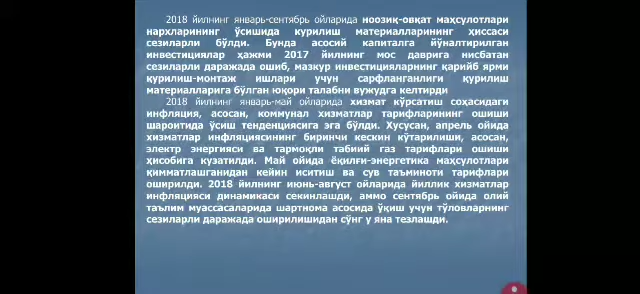 2018 йилнинг январь-сентябрь ойларида ноозиқ-овқат маҳсулотлари
нархларининг ўсишида курилиш материалларининг ҳиссаси
сезиларли бўлди. Бунда асосий капиталга йўналтирилган
инвестициялар ҳажми 2017 йилнинг мос даврига нисбатан
сезиларли даражада ошиб, мазкур инвестицияларнинг қарийб ярми
қурилиш-монтаж ишлари учун сарфланганлиги қурилиш
материалларига бўлган юқори талабни вужудга келтирди
2018 йилнинг январь-май ойларида хизмат кўрсатиш соҳасидаги
инфляция, асосан, коммунал хизматлар тарифларининг ошиши
шароитида ўсиш тенденциясига эга бўлди. Хусусан, апрель ойида
хизматлар инфляциясининг биринчи кескин кўтарилиши, асосан,
электр энергияси ва тармоқли табиий газ тарифлари ошиши
ҳисобига кузатилди. Май ойида ёқилғи-энергетика маҳсулотлари
қимматлашганидан кейин иситиш ва сув таъминоти тарифлари
оширилди. 2018 йилнинг июнь-август ойларида йиллик хизматлар
инфляцияси динамикаси секинлашди, аммо сентябрь ойида олий
таълим муассасаларида шартнома асосида ўқиш учун тўловларнинг
сезиларли даражада оширилишидан сўнг у яна тезлашди.